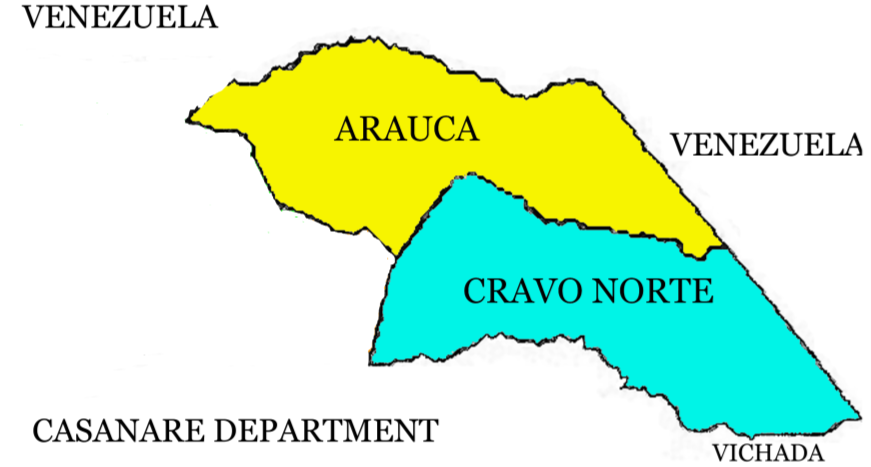 VENEZUELA
ARAUCA
VENEZUELA
CRAVO NORTE
CASANARE DEPARTMENT
VICHADA